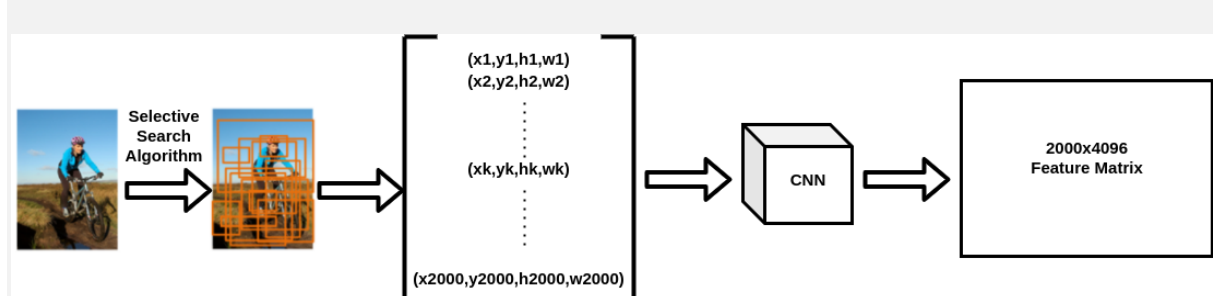 Selective
Search
Algorithm
(x1,y1,h1,w1)
(x2,y2,h2,w2)
(xk,yk,hk,wk)
(x2000,y2000,h2000,w2000)
CNN
2000x4096
Feature Matrix